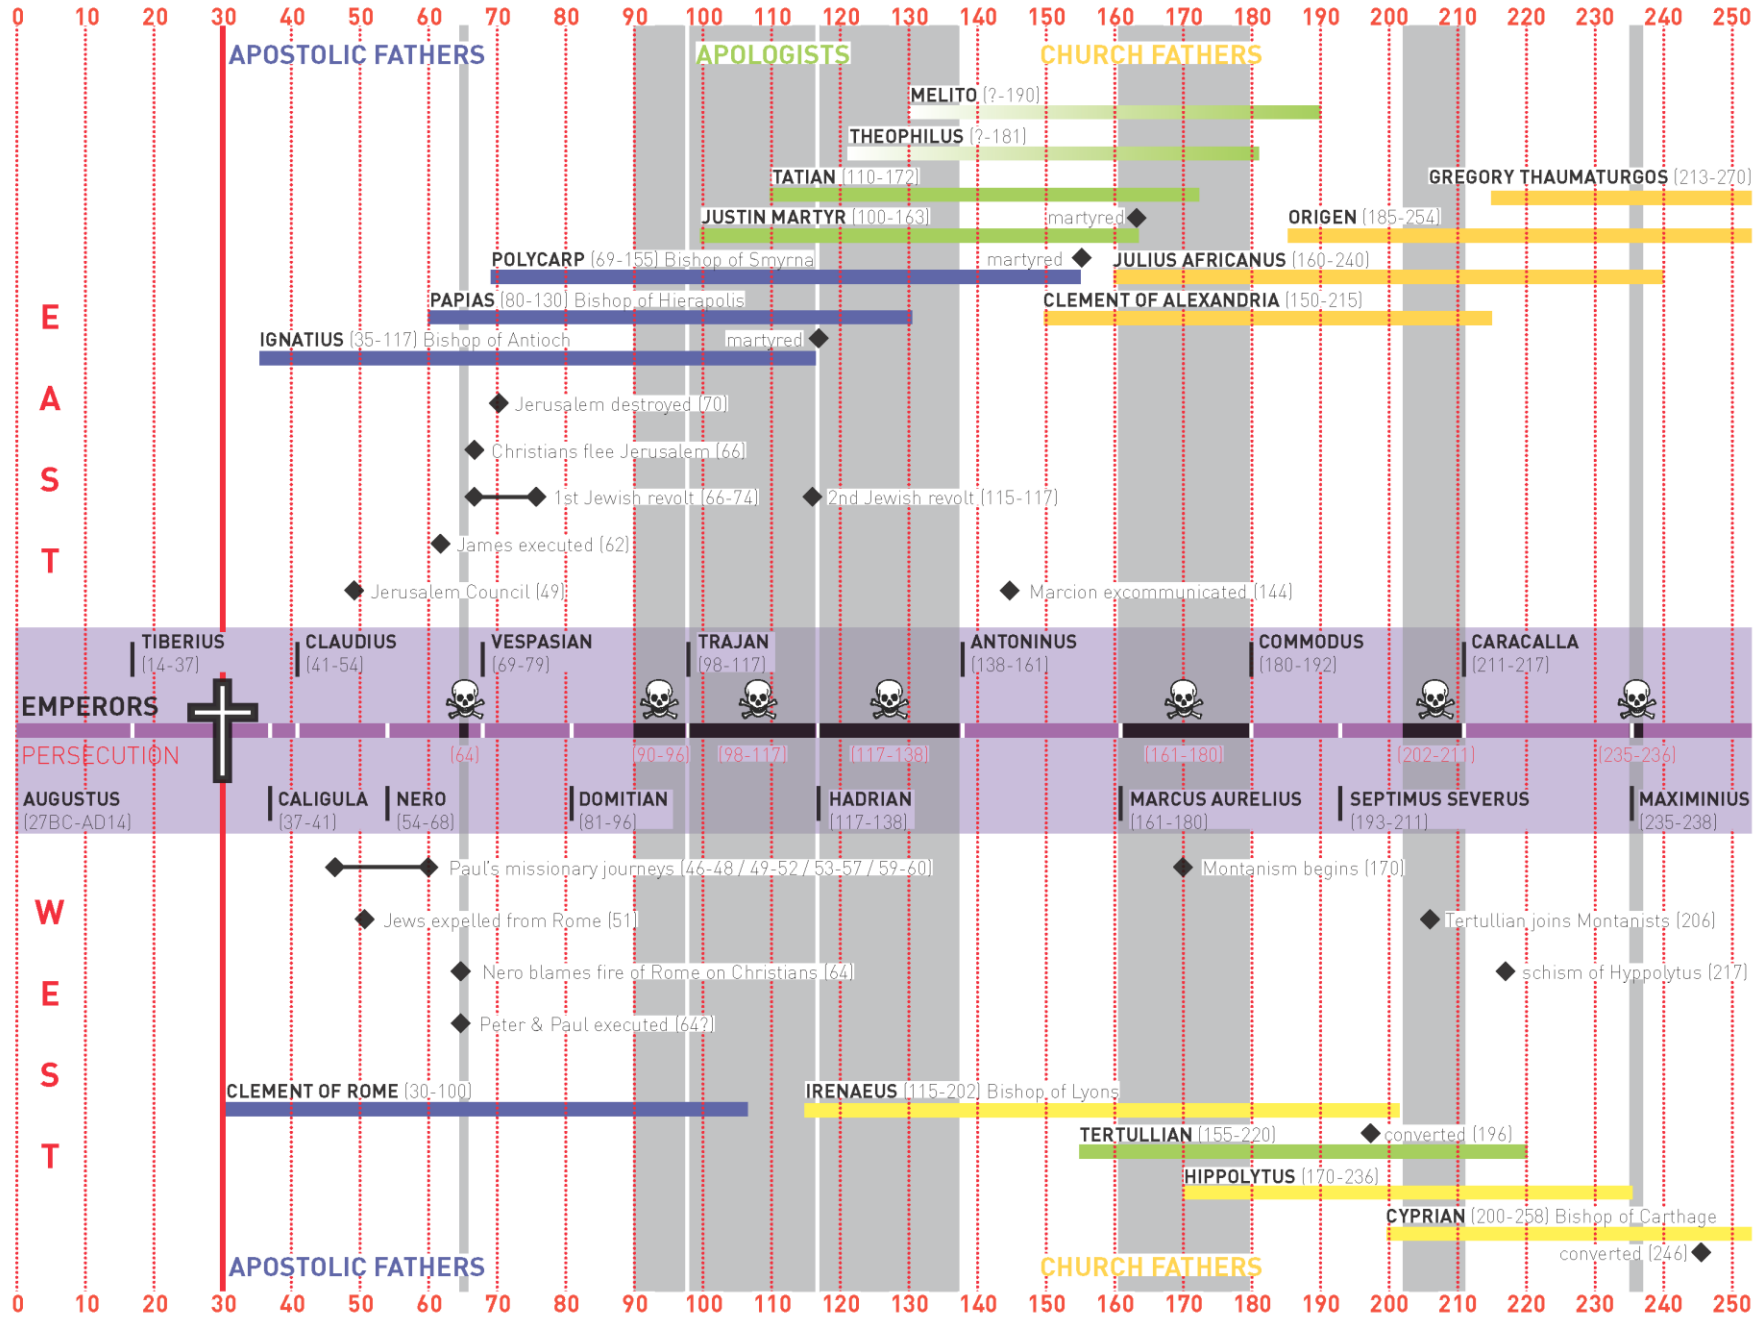 0 10 20 30 40 50 60 70 80 90 100 110 120 130 140 150 160 170 180 190 200 210 220 230 240 250
APOSTOLIC FATHERS
APOLOGISTS
CHURCH FATHERS
MELITO (?-190)
THEOPHILUS (?-181)
TATIAN (110-172)
GREGORY THAUMATURGOS (213-270)
JUSTIN MARTYR (100-163)
martyred
ORIGEN (185-254)
POLYCARP (69-155) Bishop of Smyrna
martyred
JULIUS AFRICANUS (160-240)
PAPIAS (80-130) Bishop of Hierapolis
CLEMENT OF ALEXANDRIA (150-215)
IGNATIUS (35-117) Bishop of Antioch
martyred
EAST
Jerusalem destroyed (70)
Christians flee Jerusalem (66)
1st Jewish revolt (66-74)
2nd Jewish revolt (115-117)
James executed (62)
Jerusalem Council (49)
Marcion excommunicated (144)
TIBERIUS
(14-37)
CLAUDIUS
(41-54)
VESPASIAN
(69-79)
TRAJAN
(98-117)
ANTONINUS
(138-161)
COMMODUS
(180-192)
CARACALLA
(211-217)
EMPERORS
PERSECUTION
(64)
(90-96)
(98-117)
(117-138)
(161-180)
(202-211)
(235-236)
AUGUSTUS
(27BC-AD14)
CALIGULA
(37-41)
NERO
(54-68)
DOMITIAN
(81-96)
HADRIAN
(117-138)
MARCUS AURELIUS
(161-180)
SEPTIMUS SEVERUS
(193-211)
MAXIMINIUS
(235-238)
WEST
Paul's missionary journeys (46-48 / 49-52 / 53-57 / 59-60)
Montanism begins (170)
Jews expelled from Rome (51)
Tertullian joins Montanists (206)
Nero blames fire of Rome on Christians (64)
schism of Hyppolytus (217)
Peter & Paul executed (64?)
CLEMENT OF ROME (30-100)
IRENAEUS (115-202) Bishop of Lyons
TERTULLIAN (155-220)
converted (196)
HIPPOLYTUS (170-236)
CYPRIAN (200-258) Bishop of Carthage
converted (246)
APOSTOLIC FATHERS
CHURCH FATHERS
0 10 20 30 40 50 60 70 80 90 100 110 120 130 140 150 160 170 180 190 200 210 220 230 240 250